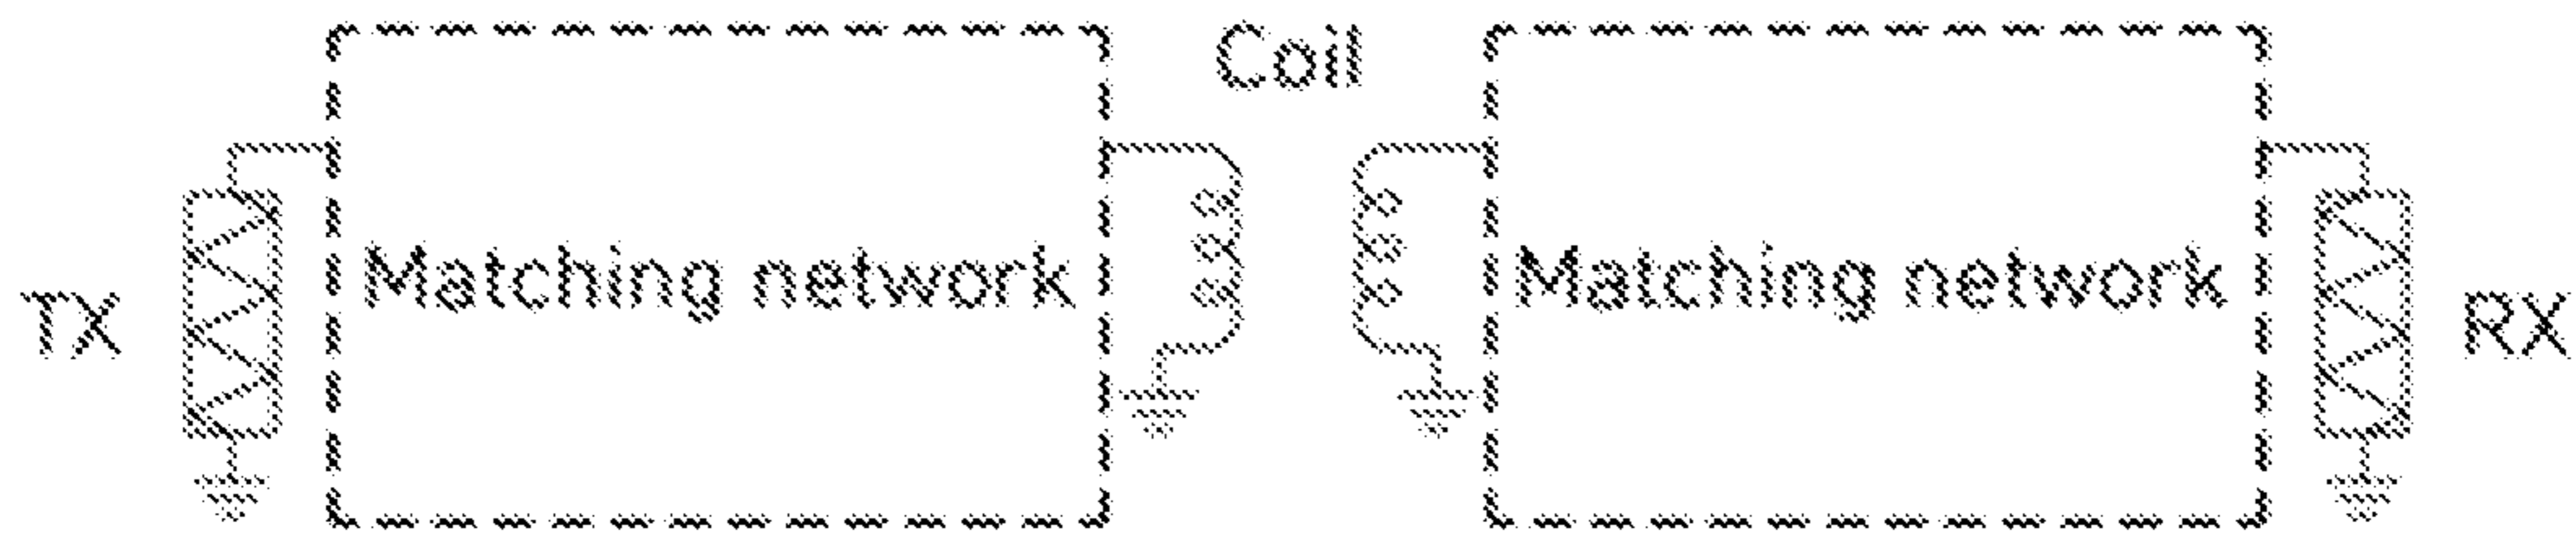 Coil
TX
Matching network
Matching network
RX